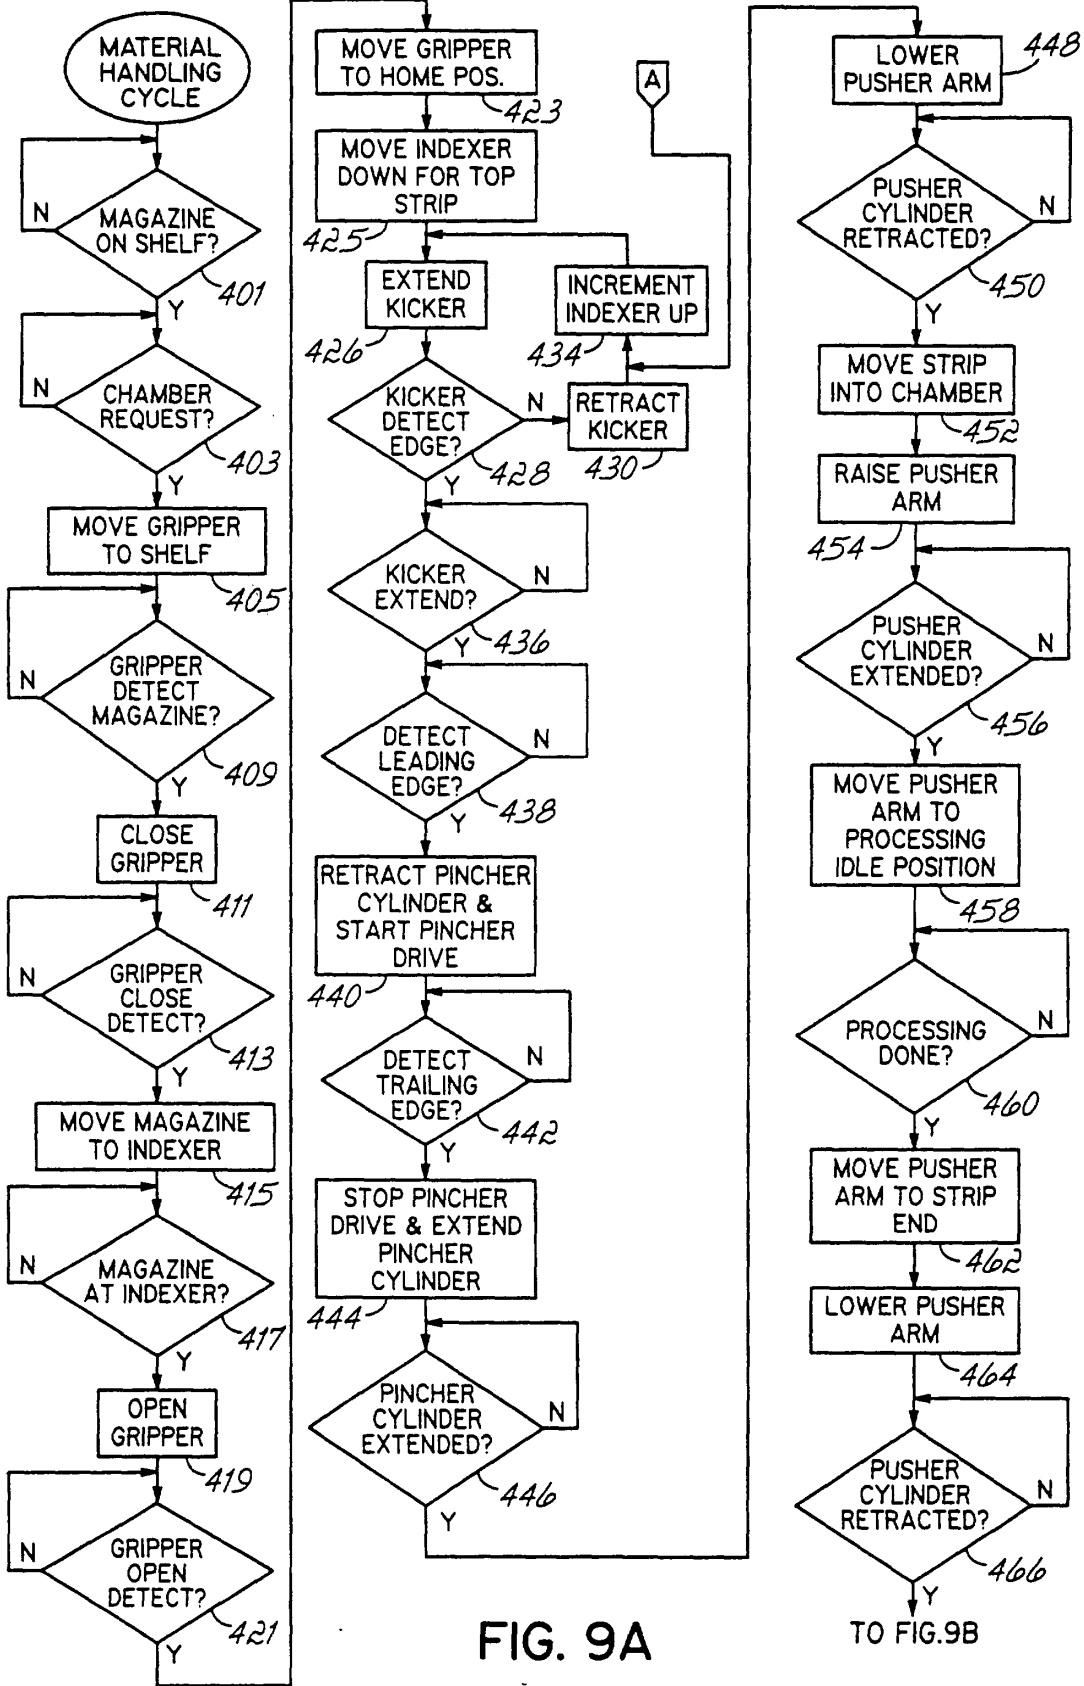 MATERIAL
HANDLING
CYCLE
N
MAGAZINE
ON SHELF?
401
Y
N
CHAMBER
REQUEST?
403
Y
MOVE GRIPPER
TO SHELF
405
N
GRIPPER
DETECT
MAGAZINE?
409
Y
CLOSE
GRIPPER
411
N
GRIPPER
CLOSE
DETECT?
413
Y
MOVE MAGAZINE
TO INDEXER
415
N
MAGAZINE
AT INDEXER?
417
Y
OPEN
GRIPPER
419
N
GRIPPER
OPEN
DETECT?
421
Y
MOVE GRIPPER
TO HOME POS.
423
MOVE INDEXER
DOWN FOR TOP
STRIP
425
EXTEND
KICKER
426
KICKER
DETECT
EDGE?
428
N
Y
RETRACT
KICKER
430
INCREMENT
INDEXER UP
434
A
KICKER
EXTEND?
N
436
Y
DETECT
LEADING
EDGE?
N
438
Y
RETRACT PINCHER
CYLINDER &
START PINCHER
DRIVE
440
DETECT
TRAILING
EDGE?
N
442
Y
STOP PINCHER
DRIVE & EXTEND
PINCHER
CYLINDER
444
PINCHER
CYLINDER
EXTENDED?
N
446
Y
LOWER
PUSHER ARM
448
PUSHER
CYLINDER
RETRACTED?
N
450
Y
MOVE STRIP
INTO CHAMBER
452
RAISE PUSHER
ARM
454
PUSHER
CYLINDER
EXTENDED?
N
456
Y
MOVE PUSHER
ARM TO
PROCESSING
IDLE POSITION
458
PROCESSING
DONE?
N
460
Y
MOVE PUSHER
ARM TO STRIP
END
462
LOWER PUSHER
ARM
464
PUSHER
CYLINDER
RETRACTED?
N
466
Y
TO FIG.9B
FIG. 9A